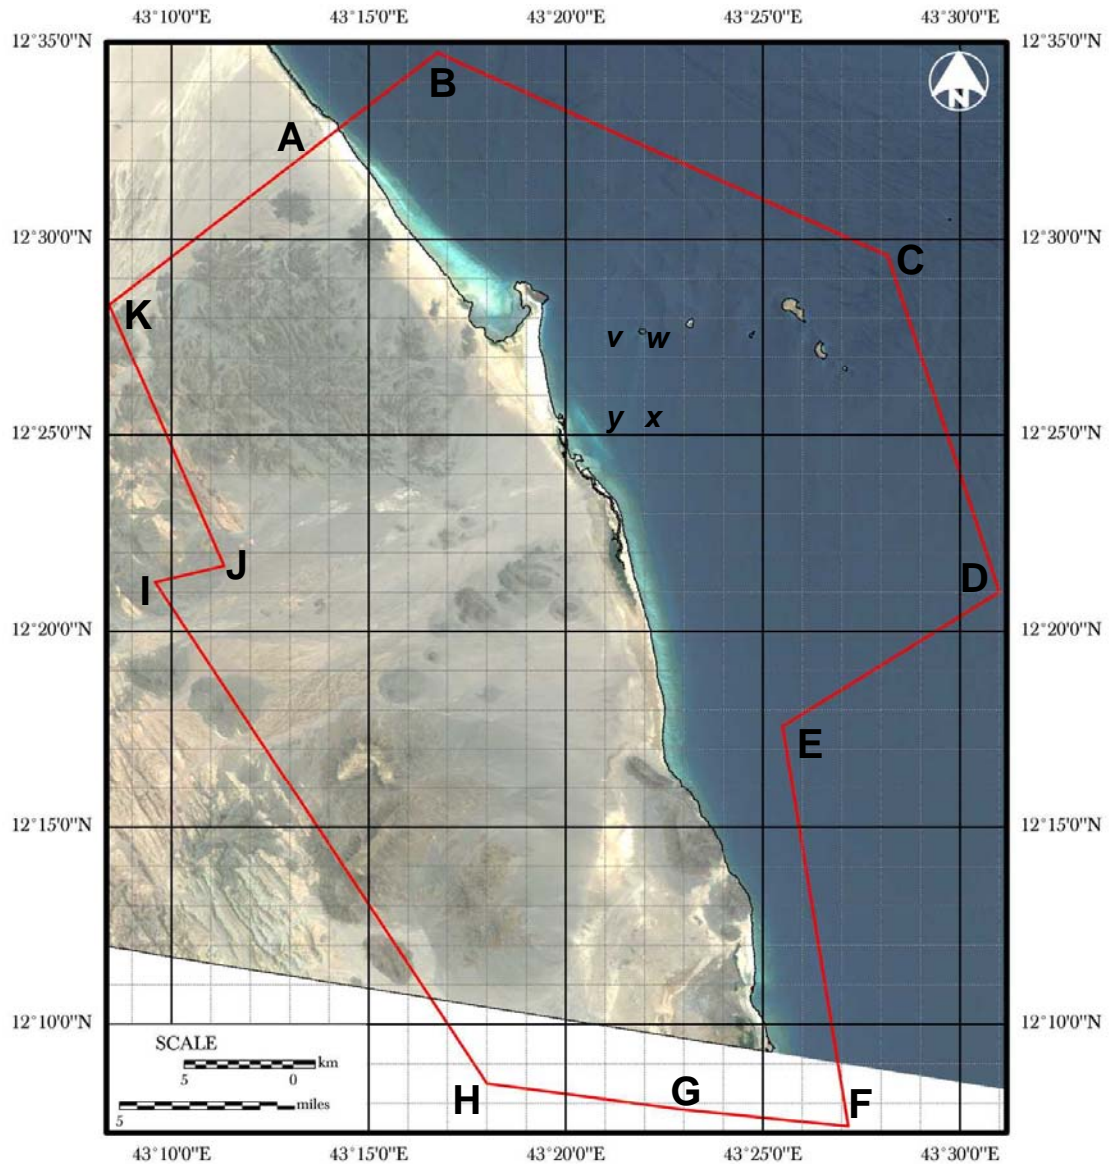 43°10'0"E 43°15'0"E 43°20'0"E 43°25'0"E 43°30'0"E
12°35'0"N 12°35'0"N
B
N
A
12°30'0"N 12°30'0"N
C
K
v w
y x
12°25'0"N 12°25'0"N
J
I D
12°20'0"N 12°20'0"N
E
12°15'0"N 12°15'0"N
12°10'0"N 12°10'0"N
SCALE
km
5 0
G
H F
miles
5
43°10'0"E 43°15'0"E 43°20'0"E 43°25'0"E 43°30'0"E